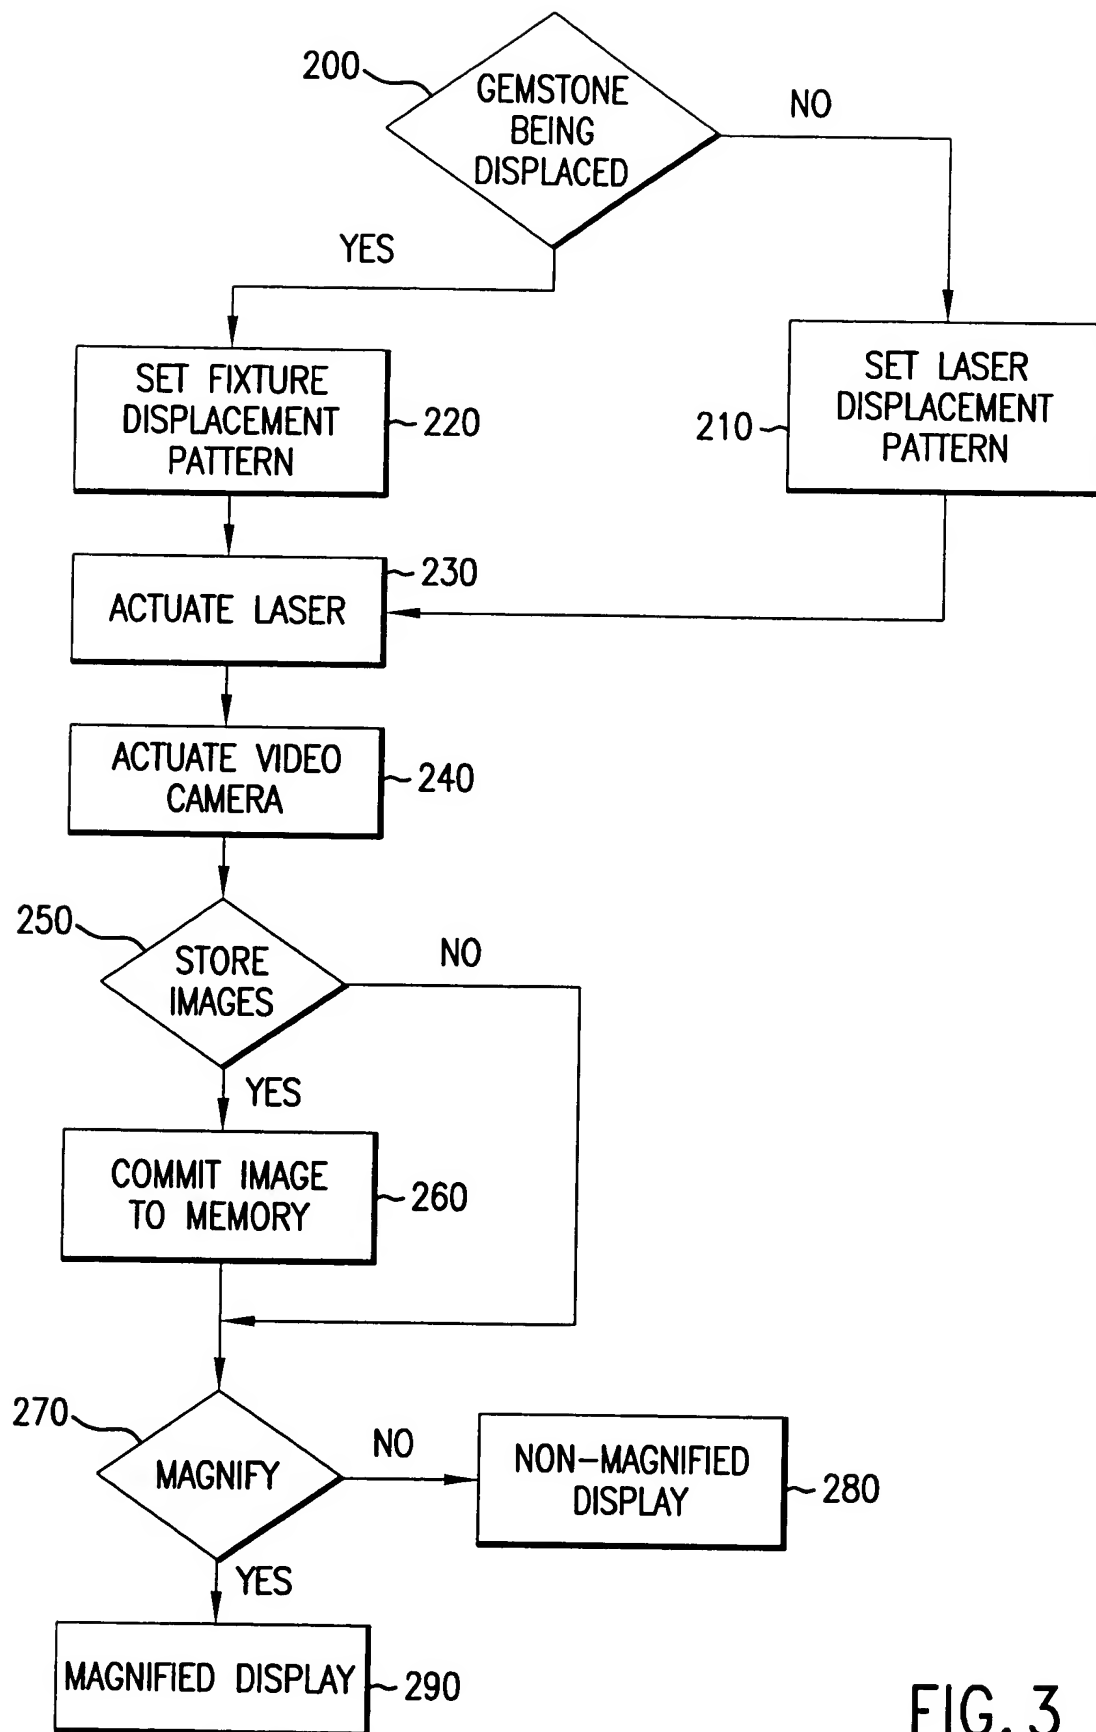 200
GEMSTONE
BEING
DISPLACED
NO
YES
SET FIXTURE
DISPLACEMENT
PATTERN
220
210
SET LASER
DISPLACEMENT
PATTERN
230
ACTUATE LASER
ACTUATE VIDEO
CAMERA
240
250
STORE
IMAGES
NO
YES
COMMIT IMAGE
TO MEMORY
260
270
MAGNIFY
NO
NON-MAGNIFIED
DISPLAY
280
YES
MAGNIFIED DISPLAY
290
FIG. 3